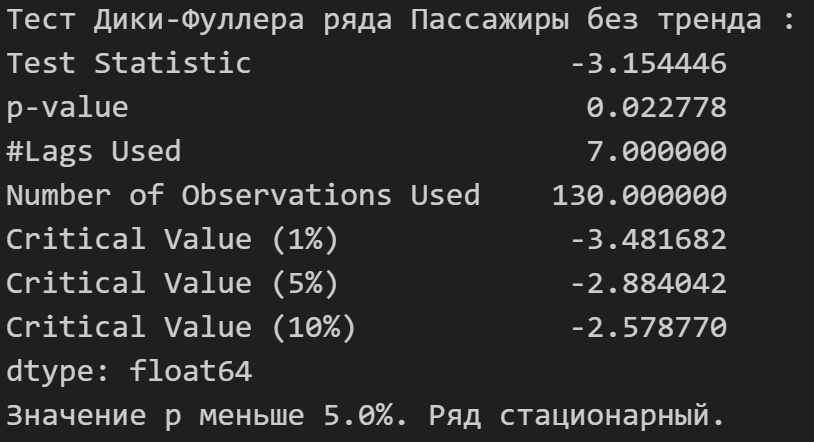 Тест Дики-Фуллера ряда Пассажиры без тренда :
Test Statistic                  -3.154446
p-value                          0.022778
#Lags Used                       7.000000
Number of Observations Used    130.000000
Critical Value (1%)             -3.481682
Critical Value (5%)             -2.884042
Critical Value (10%)            -2.578770
dtype: float64
Значение p меньше 5.0%. Ряд стационарный.